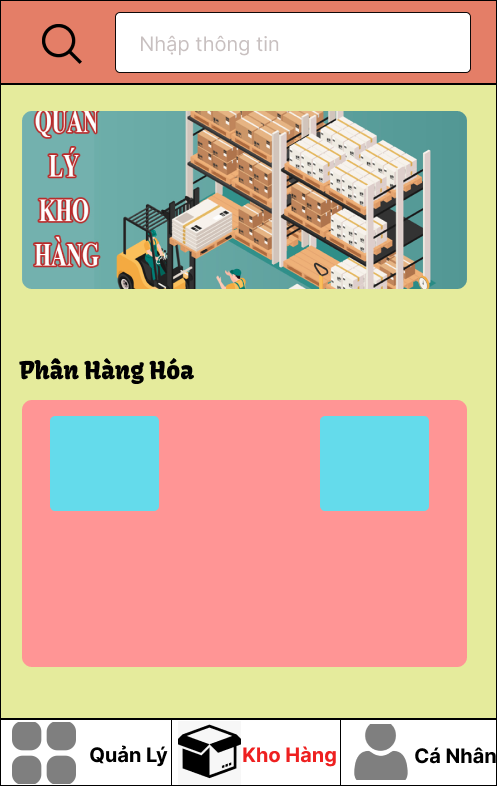 Nhập thông tin
QUẢN
LÝ
KHO
HÀNG
Phân Hàng Hóa
Quản Lý
Kho Hàng
Cá Nhân